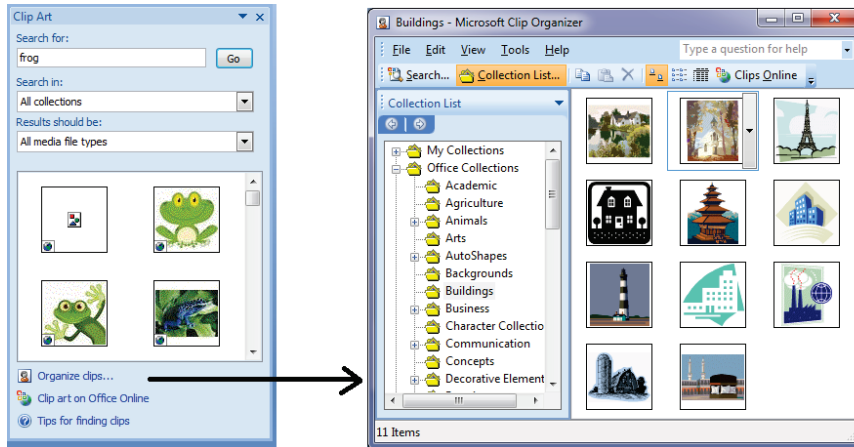 Clip Art
Search for:
frog
Go
Search in:
All collections
Results should be:
All media file types
Organize clips...
Clip art on Office Online
Tips for finding clips
Buildings - Microsoft Clip Organizer
File Edit View Tools Help
Type a question for help
Search... Collection List... Clips Online
Collection List
My Collections
Office Collections
Academic
Agriculture
Animals
Arts
AutoShapes
Backgrounds
Buildings
Business
Character Collectio
Communication
Concepts
Decorative Element
11 Items